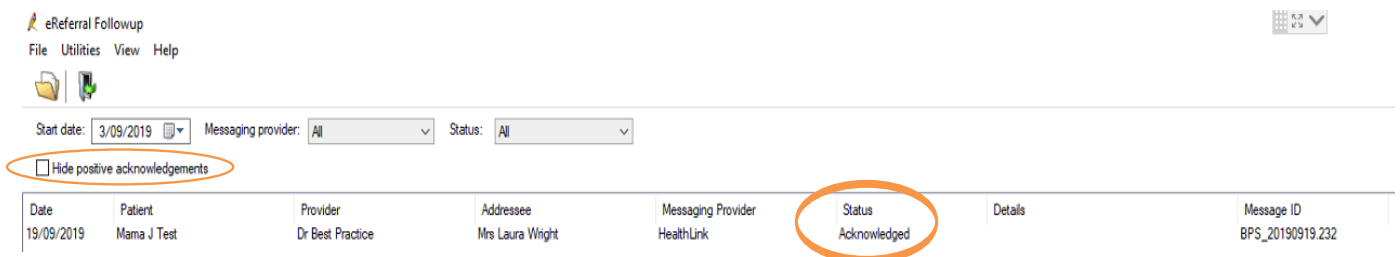 eReferral Followup
File Utilities View Help
Start date: 3/09/2019 Messaging provider: All Status: All
Hide positive acknowledgements
Date Patient Provider Addressee Messaging Provider Status Details Message ID
19/09/2019 Mama J Test Dr Best Practice Mrs Laura Wright HealthLink Acknowledged BPS_20190919.232